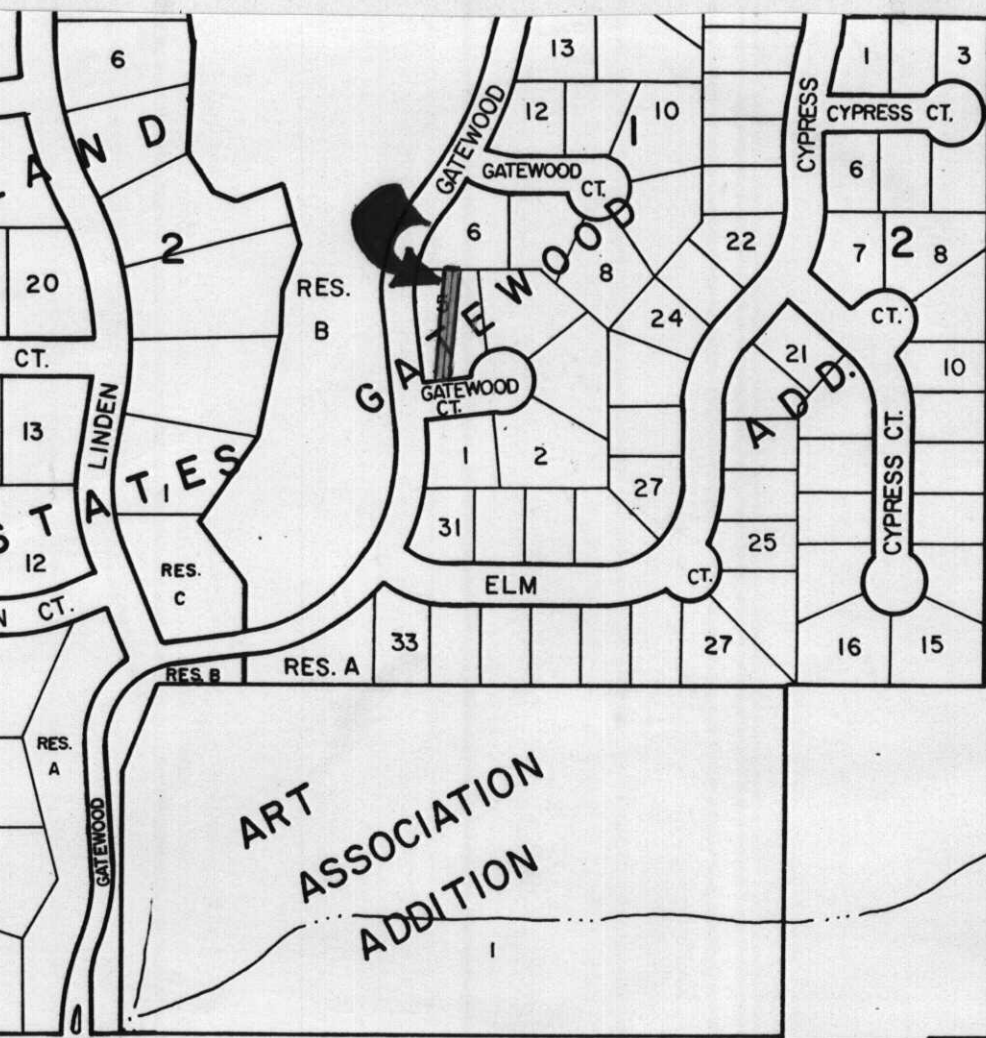 6
13
1
3
LAND
12
10
1
CYPRESS
CYPRESS CT.
GATEWOOD
GATEWOOD
CT.
6
2
6
22
7
2
8
20
RES.
B
5
8
24
CT.
CT.
21
10
GATEWOOD ADD.
GATEWOOD
CT.
LINDEN
13
1
2
CYPRESS CT.
ESTATES
1
27
31
25
12
RES.
C
CT.
ELM
CT.
33
27
16
15
RES. B
RES. A
RES.
A
GATEWOOD
ART
ASSOCIATION
ADDITION
1